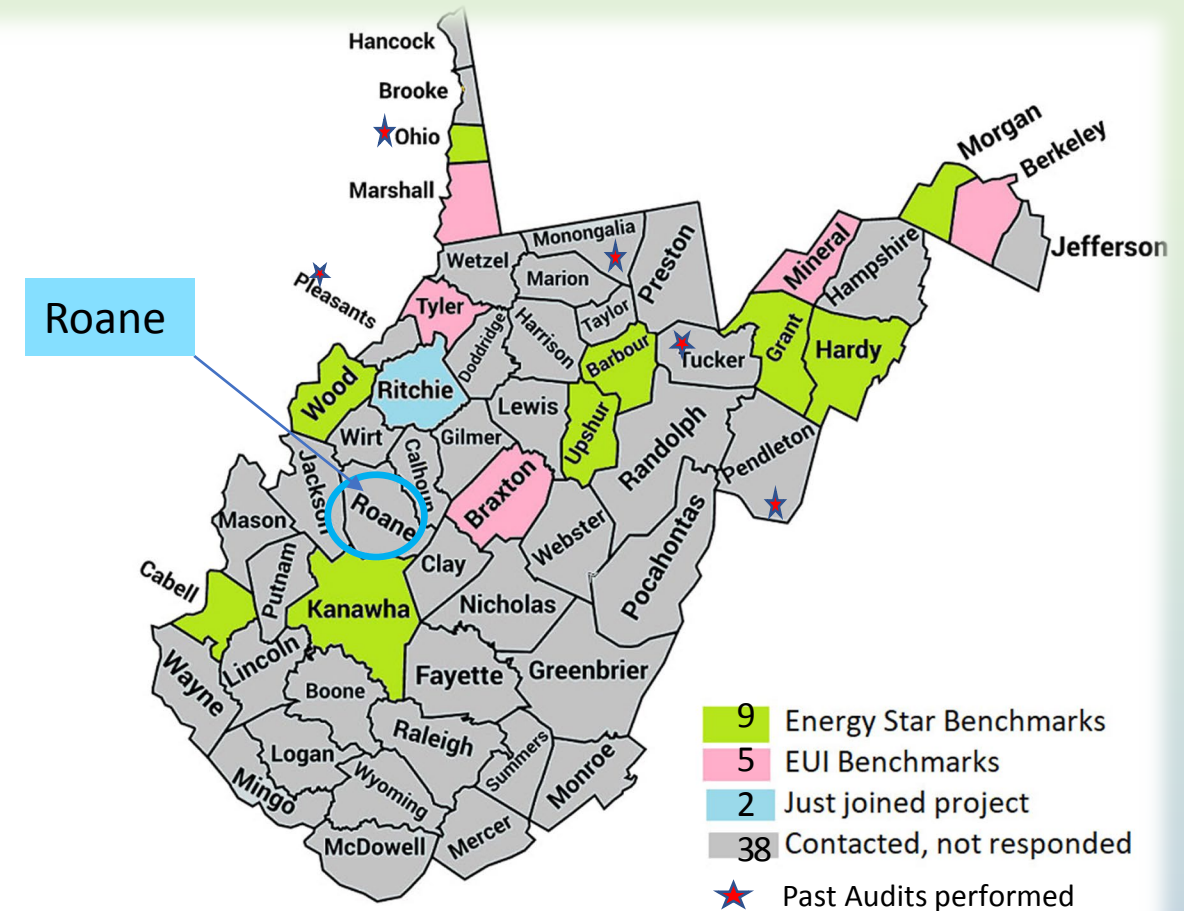 Hancock
Brooke
Ohio
Marshall
Morgan
Berkeley
Jefferson
Monongalia
Preston
Wetzel
Marion
Mineral
Hampshire
Pleasants
Tyler
Doddridge
Harrison
Taylor
Roane
Barbour
Tucker
Grant
Hardy
Wood
Ritchie
Lewis
Upshur
Randolph
Pendleton
Wirt
Gilmer
Calhoun
Jackson
Roane
Braxton
Mason
Webster
Pocahontas
Clay
Cabell
Putnam
Kanawha
Nicholas
Wayne
Lincoln
Boone
Fayette
Greenbrier
Logan
Raleigh
Summers
Monroe
Mingo
Wyoming
McDowell
Mercer
9 Energy Star Benchmarks
5 EUI Benchmarks
2 Just joined project
38 Contacted, not responded
Past Audits performed